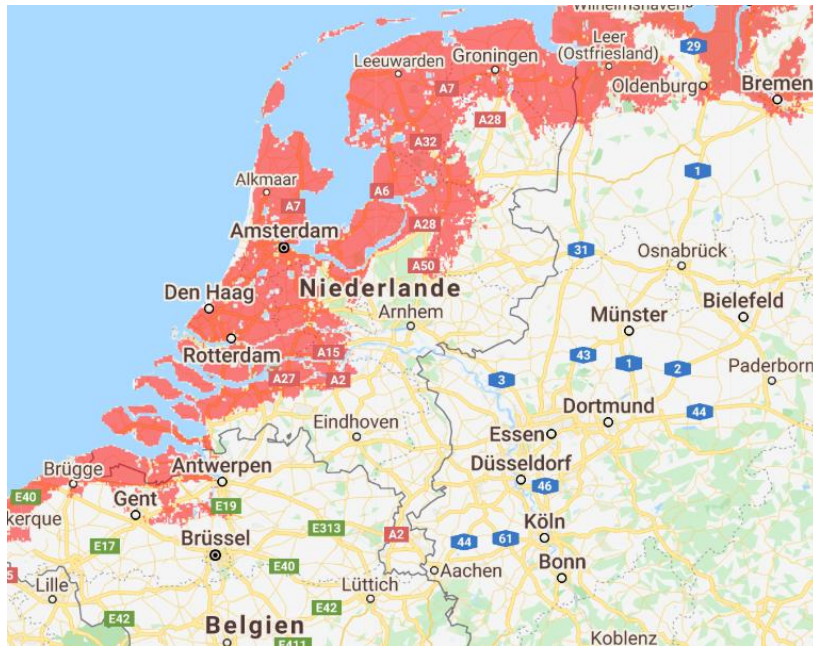 Wilhelmshaven
Leer
(Ostfriesland)
29
Groningen
Leeuwarden
A7
Oldenburg
Bremen
A28
A32
1
Alkmaar
A6
A7
A28
Amsterdam
31
Osnabrück
A50
Den Haag
Niederlande
Arnhem
Münster
Bielefeld
Rotterdam
A15
43
1
2
Paderborn
A27
A2
3
Dortmund
44
Eindhoven
Essen
Brügge
Antwerpen
Düsseldorf
46
E40
Gent
E19
kerque
E313
A2
Köln
E17
Brüssel
44
61
E40
Bonn
5
Aachen
Lille
Lüttich
E42
E42
Belgien
E411
Koblenz